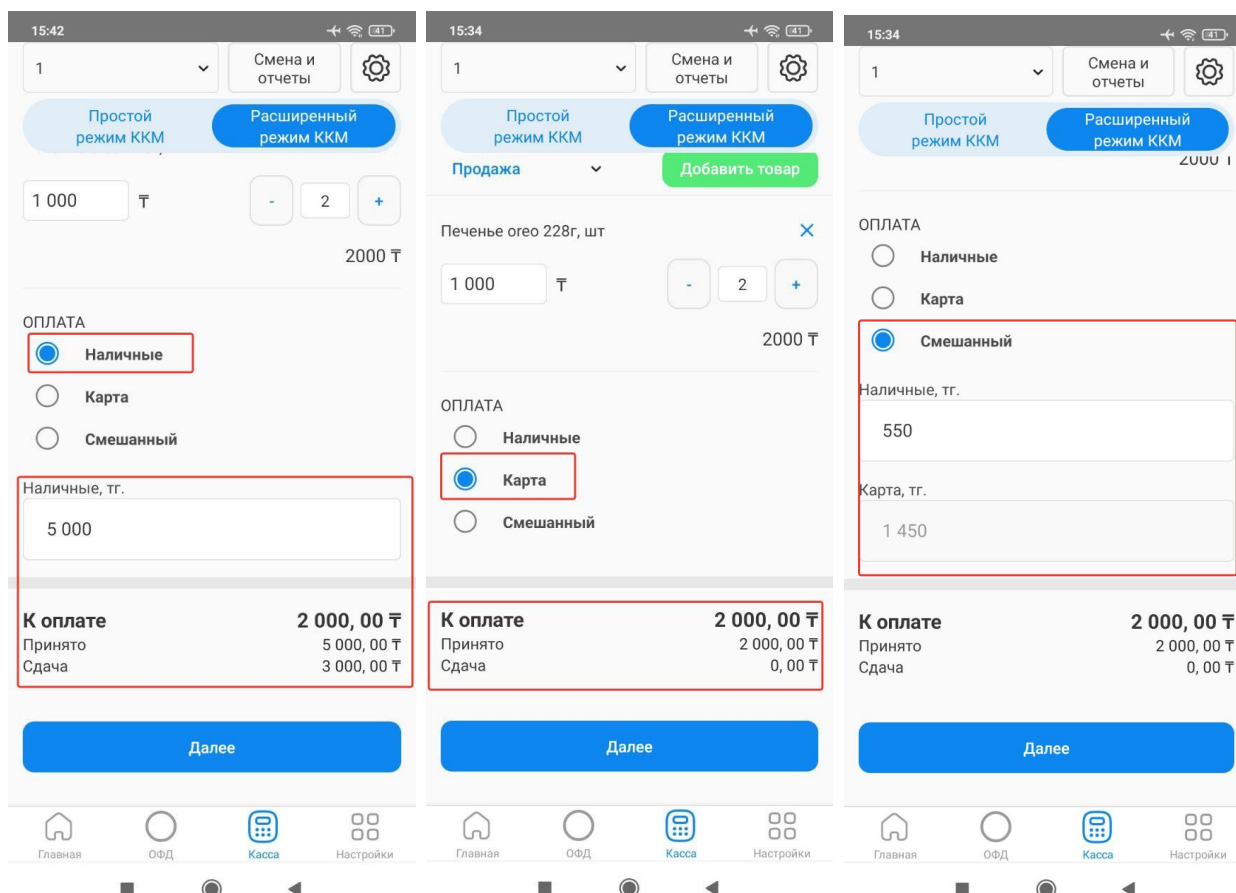 15:42
41
1
Смена и
отчеты
Простой
режим ККМ
Расширенный
режим ККМ
1 000
₸
-
2
+
2000 ₸
ОПЛАТА
Наличные
Карта
Смешанный
Наличные, тг.
5 000
К оплате 2 000, 00 ₸
Принято 5 000, 00 ₸
Сдача 3 000, 00 ₸
Далее
Главная
ОФД
Касса
Настройки
15:34
41
1
Смена и
отчеты
Простой
режим ККМ
Расширенный
режим ККМ
Продажа
Добавить товар
Печенье oreo 228г, шт
1 000
₸
-
2
+
2000 ₸
ОПЛАТА
Наличные
Карта
Смешанный
К оплате 2 000, 00 ₸
Принято 2 000, 00 ₸
Сдача 0, 00 ₸
Далее
Главная
ОФД
Касса
Настройки
15:34
41
1
Смена и
отчеты
Простой
режим ККМ
Расширенный
режим ККМ
2000
ОПЛАТА
Наличные
Карта
Смешанный
Наличные, тг.
550
Карта, тг.
1 450
К оплате 2 000, 00 ₸
Принято 2 000, 00 ₸
Сдача 0, 00 ₸
Далее
Главная
ОФД
Касса
Настройки